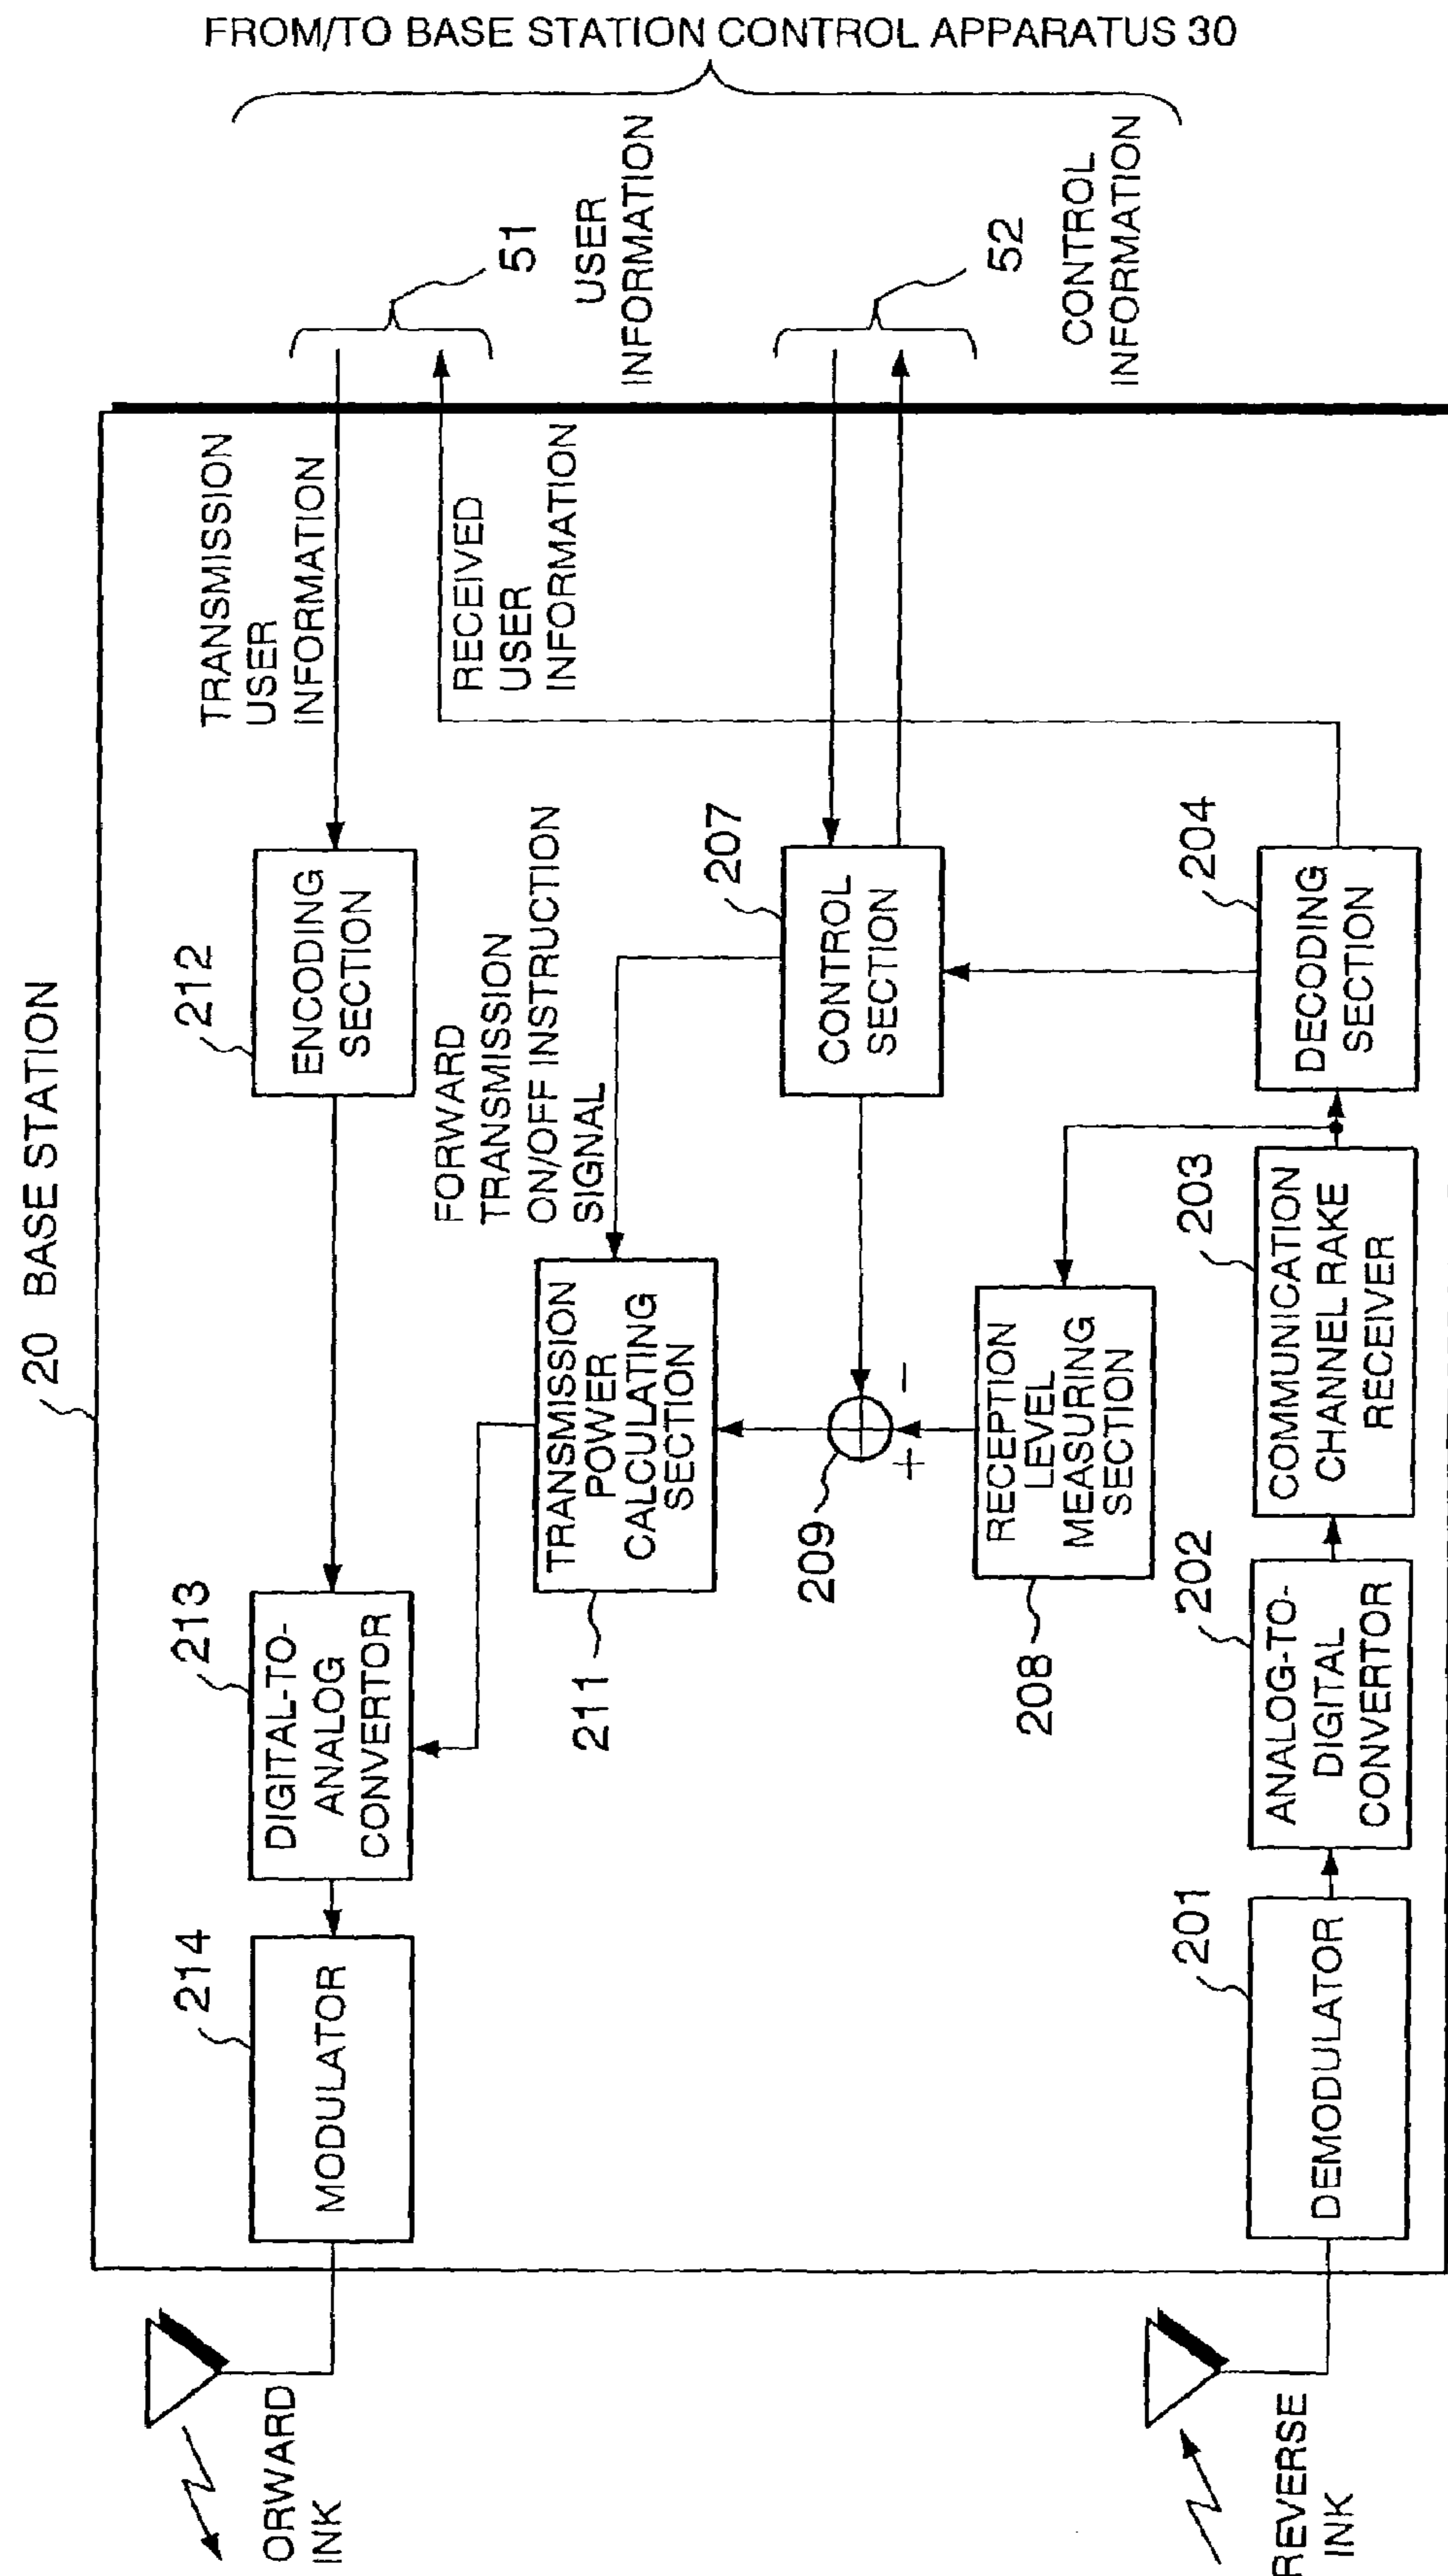 FROM/TO BASE STATION CONTROL APPARATUS 30
20 BASE STATION
51
USER
INFORMATION
52
CONTROL
INFORMATION
TRANSMISSION
USER
INFORMATION
RECEIVED
USER
INFORMATION
212
ENCODING
SECTION
FORWARD
TRANSMISSION
ON/OFF INSTRUCTION
SIGNAL
207
CONTROL
SECTION
204
DECODING
SECTION
213
DIGITAL-TO-
ANALOG
CONVERTOR
TRANSMISSION
POWER
CALCULATING
SECTION
211
209
+
-
RECEPTION
LEVEL
MEASURING
SECTION
208
203
COMMUNICATION
CHANNEL RAKE
RECEIVER
202
ANALOG-TO-
DIGITAL
CONVERTOR
214
MODULATOR
201
DEMODULATOR
ORWARD
INK
REVERSE
INK